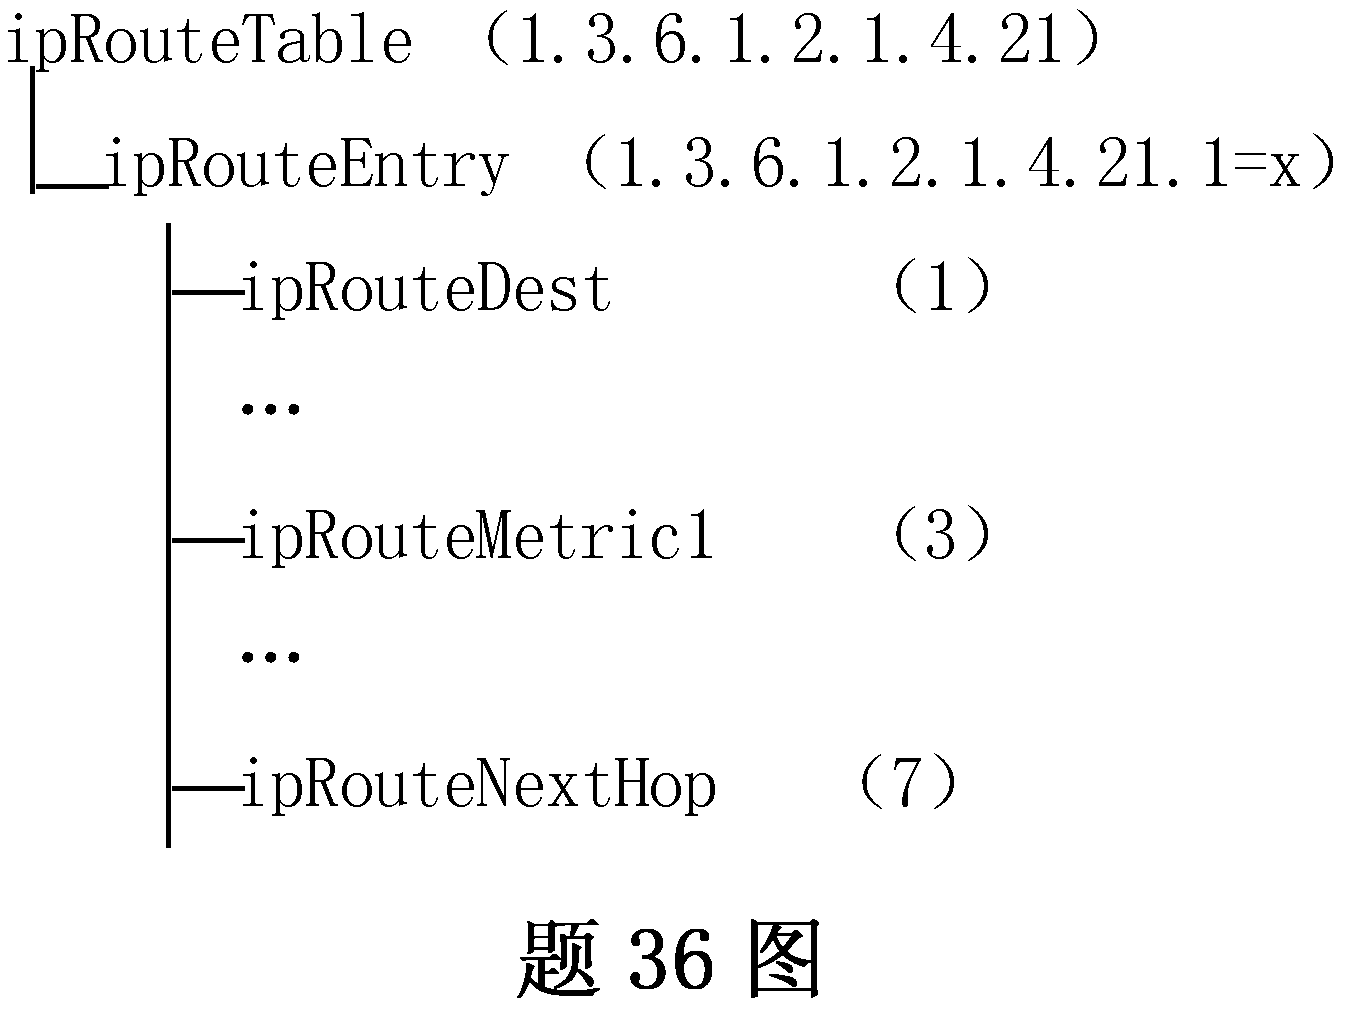 ipRouteTable （1.3.6.1.2.1.4.21）
ipRouteEntry （1.3.6.1.2.1.4.21.1=x）
ipRouteDest （1）
…
ipRouteMetric1 （3）
…
ipRouteNextHop （7）
题 36 图